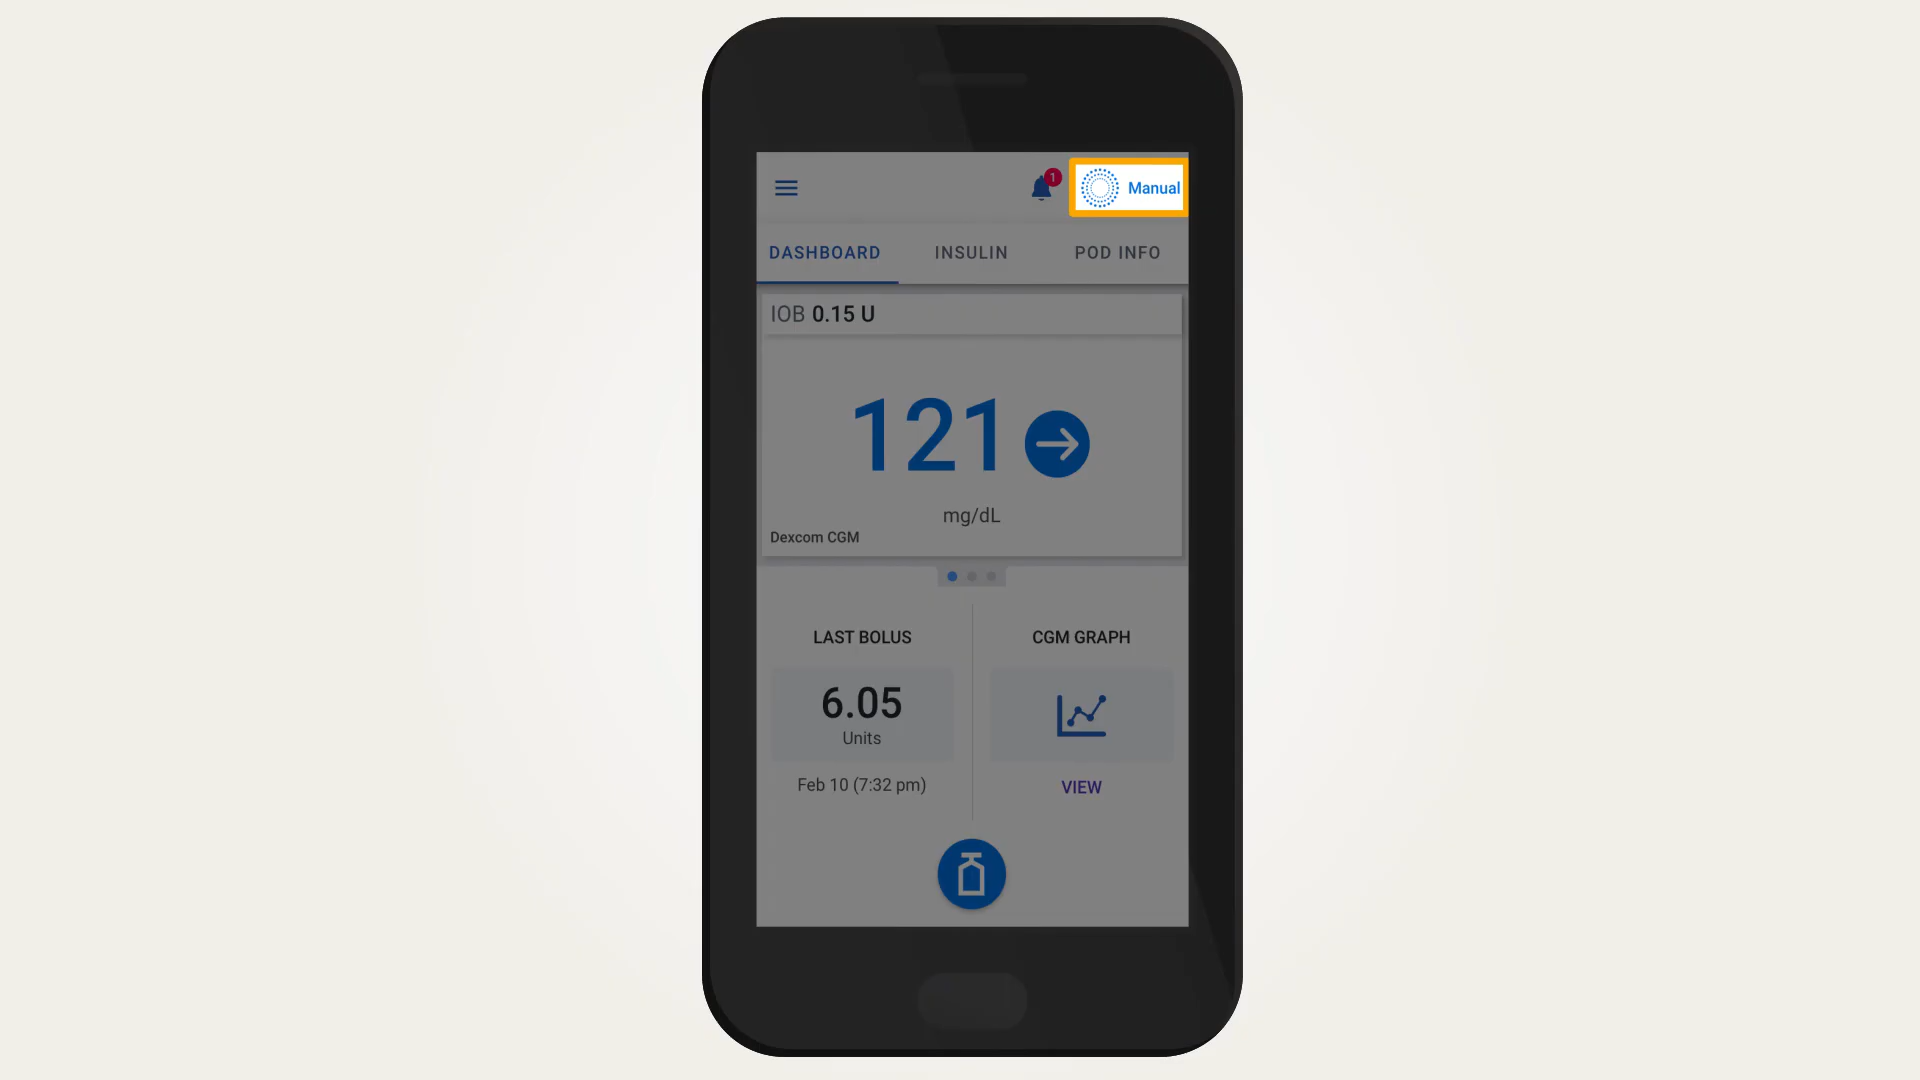 1
Manual
DASHBOARD INSULIN POD INFO
IOB 0.15 U
121
mg/dL
Dexcom CGM
LAST BOLUS
6.05
Units
Feb 10 (7:32 pm)
CGM GRAPH
VIEW